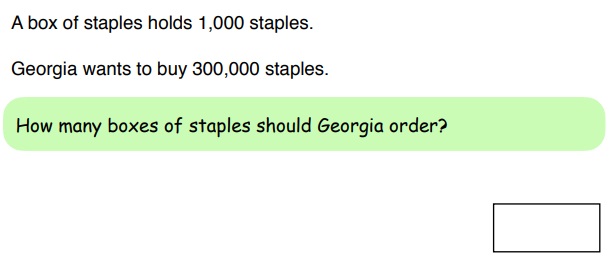 A box of staples holds 1,000 staples.
Georgia wants to buy 300,000 staples.
How many boxes of staples should Georgia order?